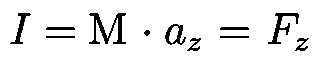 I = M · a_z = F_z